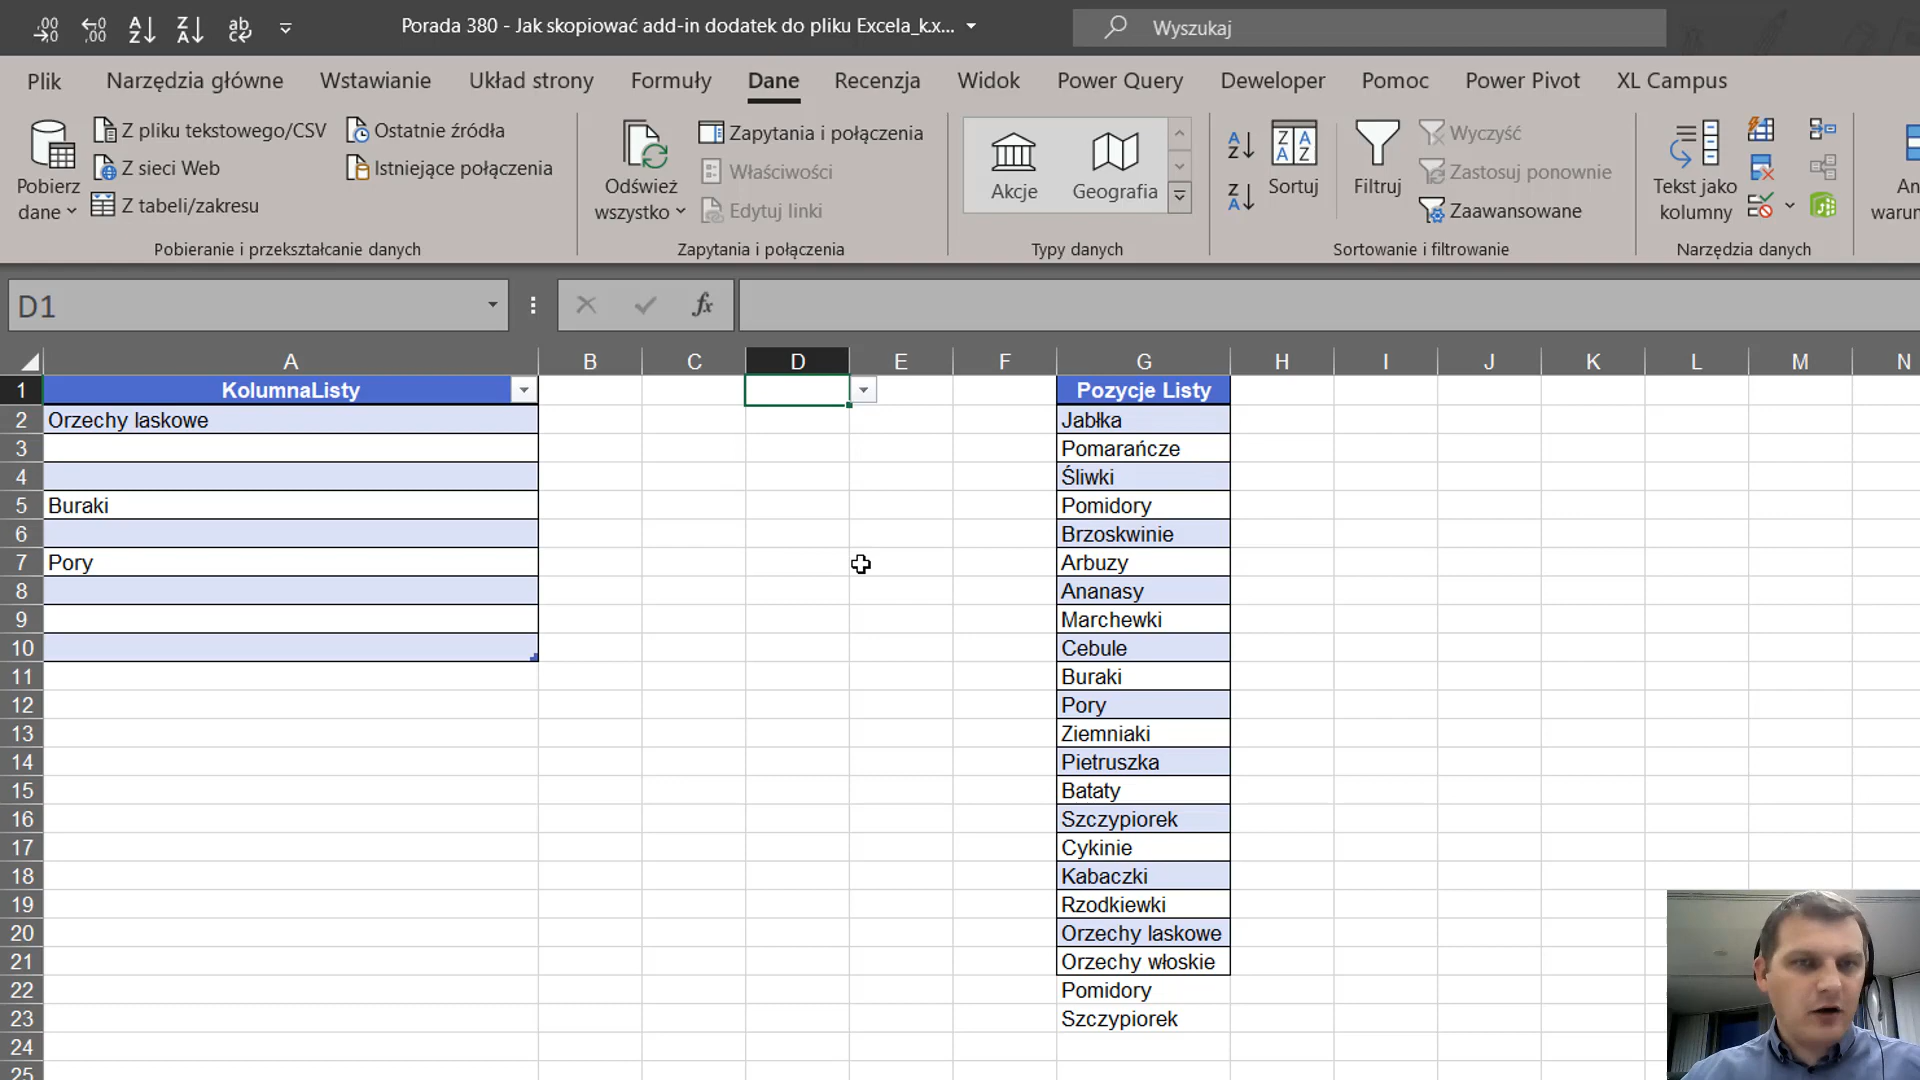 Porada 380 - Jak skopiować add-in dodatek do pliku Excela_k.x...
Wyszukaj
Plik Narzędzia główne Wstawianie Układ strony Formuły Dane Recenzja Widok Power Query Deweloper Pomoc Power Pivot XL Campus
Pobierz dane
Z pliku tekstowego/CSV
Z sieci Web
Z tabeli/zakresu
Ostatnie źródła
Istniejące połączenia
Pobieranie i przekształcanie danych
Odśwież wszystko
Zapytania i połączenia
Właściwości
Edytuj linki
Zapytania i połączenia
Akcje
Geografia
Typy danych
Sortuj
Filtruj
Wyczyść
Zastosuj ponownie
Zaawansowane
Sortowanie i filtrowanie
Tekst jako kolumny
Narzędzia danych
An
warun
D1
fx
A B C D E F G H I J K L M N
1 KolumnaListy Pozycje Listy
2 Orzechy laskowe Jabłka
3 Pomarańcze
4 Śliwki
5 Buraki Pomidory
6 Brzoskwinie
7 Pory Arbuzy
8 Ananasy
9 Marchewki
10 Cebule
11 Buraki
12 Pory
13 Ziemniaki
14 Pietruszka
15 Bataty
16 Szczypiorek
17 Cykinie
18 Kabaczki
19 Rzodkiewki
20 Orzechy laskowe
21 Orzechy włoskie
22 Pomidory
23 Szczypiorek
24
25